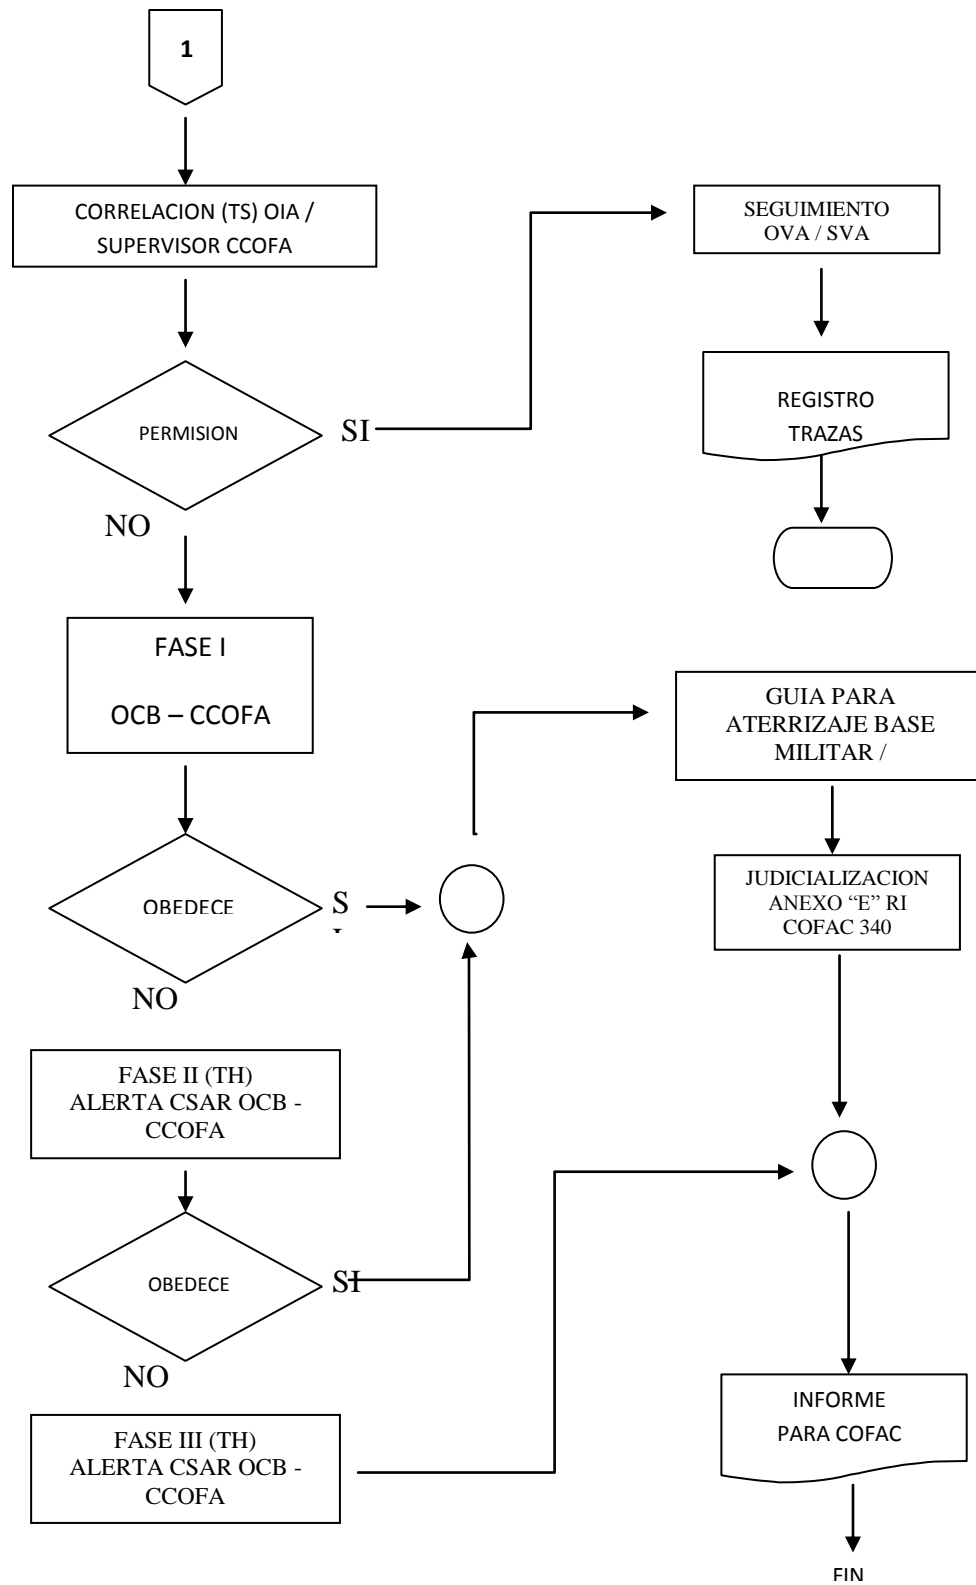 1
CORRELACION (TS) OIA /
SUPERVISOR CCOFA
SEGUIMIENTO
OVA / SVA
PERMISION
SI
NO
REGISTRO
TRAZAS
FASE I
OCB – CCOFA
GUIA PARA
ATERRIZAJE BASE
MILITAR /
OBEDECE
S
NO
JUDICIALIZACION
ANEXO “E” RI
COFAC 340
FASE II (TH)
ALERTA CSAR OCB -
CCOFA
OBEDECE
SI
NO
FASE III (TH)
ALERTA CSAR OCB -
CCOFA
INFORME
PARA COFAC
FIN